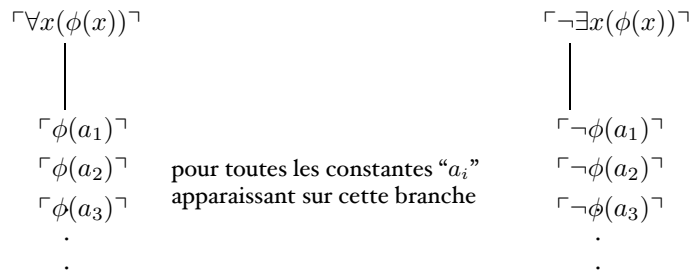 ⌜∀x(ϕ(x))⌝ ⌜¬∃x(ϕ(x))⌝
⌜ϕ(a₁)⌝ ⌜¬ϕ(a₁)⌝
⌜ϕ(a₂)⌝ pour toutes les constantes “aᵢ” ⌜¬ϕ(a₂)⌝
apparaissant sur cette branche
⌜ϕ(a₃)⌝ ⌜¬ϕ(a₃)⌝
. .
. .